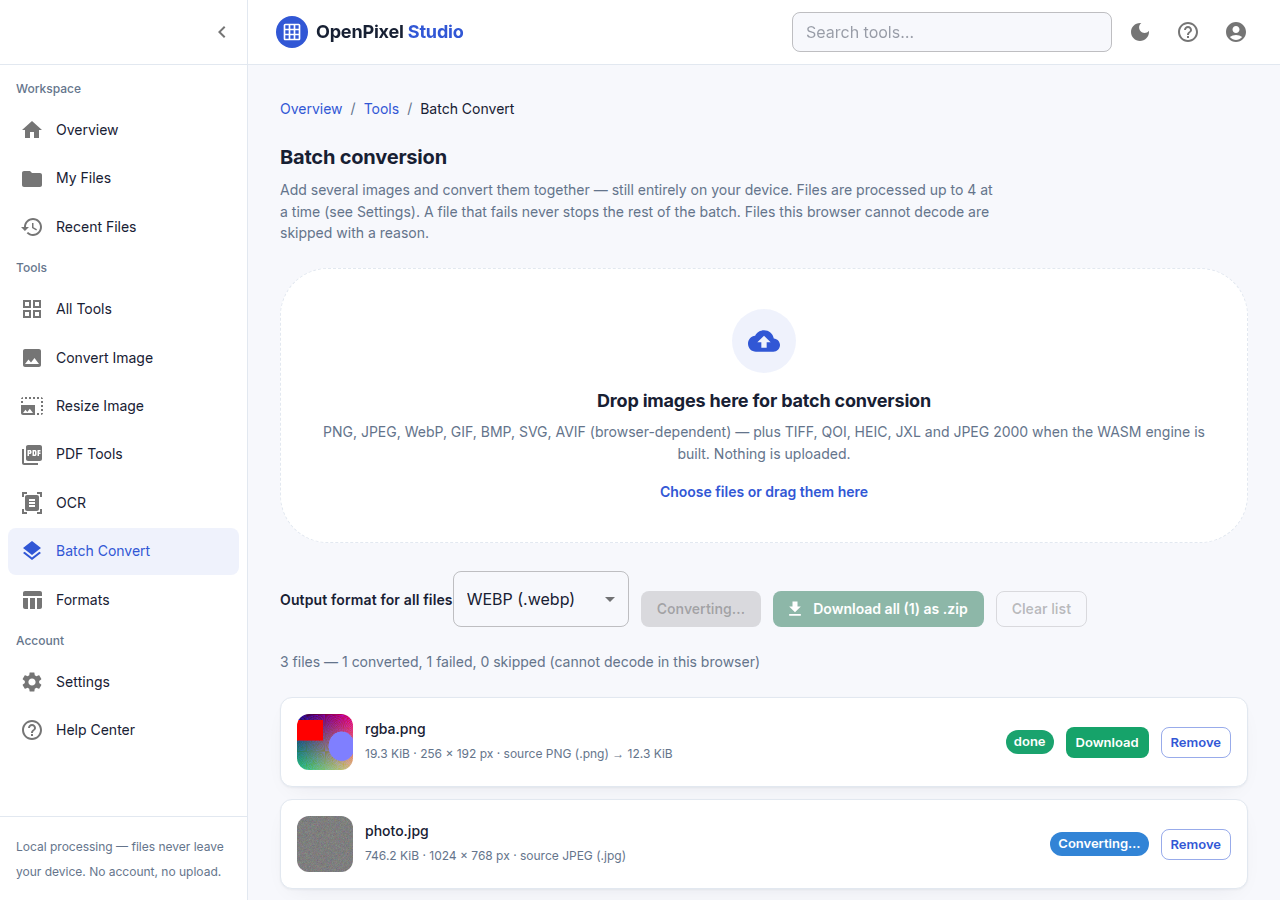 OpenPixel Studio
Search tools...
Workspace
Overview
My Files
Recent Files
Tools
All Tools
Convert Image
Resize Image
PDF Tools
OCR
Batch Convert
Formats
Account
Settings
Help Center
Local processing — files never leave
your device. No account, no upload.
Overview / Tools / Batch Convert
Batch conversion
Add several images and convert them together — still entirely on your device. Files are processed up to 4 at
a time (see Settings). A file that fails never stops the rest of the batch. Files this browser cannot decode are
skipped with a reason.
Drop images here for batch conversion
PNG, JPEG, WebP, GIF, BMP, SVG, AVIF (browser-dependent) — plus TIFF, QOI, HEIC, JXL and JPEG 2000 when the WASM engine is
built. Nothing is uploaded.
Choose files or drag them here
Output format for all files WEBP (.webp) Converting... Download all (1) as .zip Clear list
3 files — 1 converted, 1 failed, 0 skipped (cannot decode in this browser)
rgba.png
19.3 KiB · 256 × 192 px · source PNG (.png) → 12.3 KiB
done Download Remove
photo.jpg
746.2 KiB · 1024 × 768 px · source JPEG (.jpg)
Converting... Remove